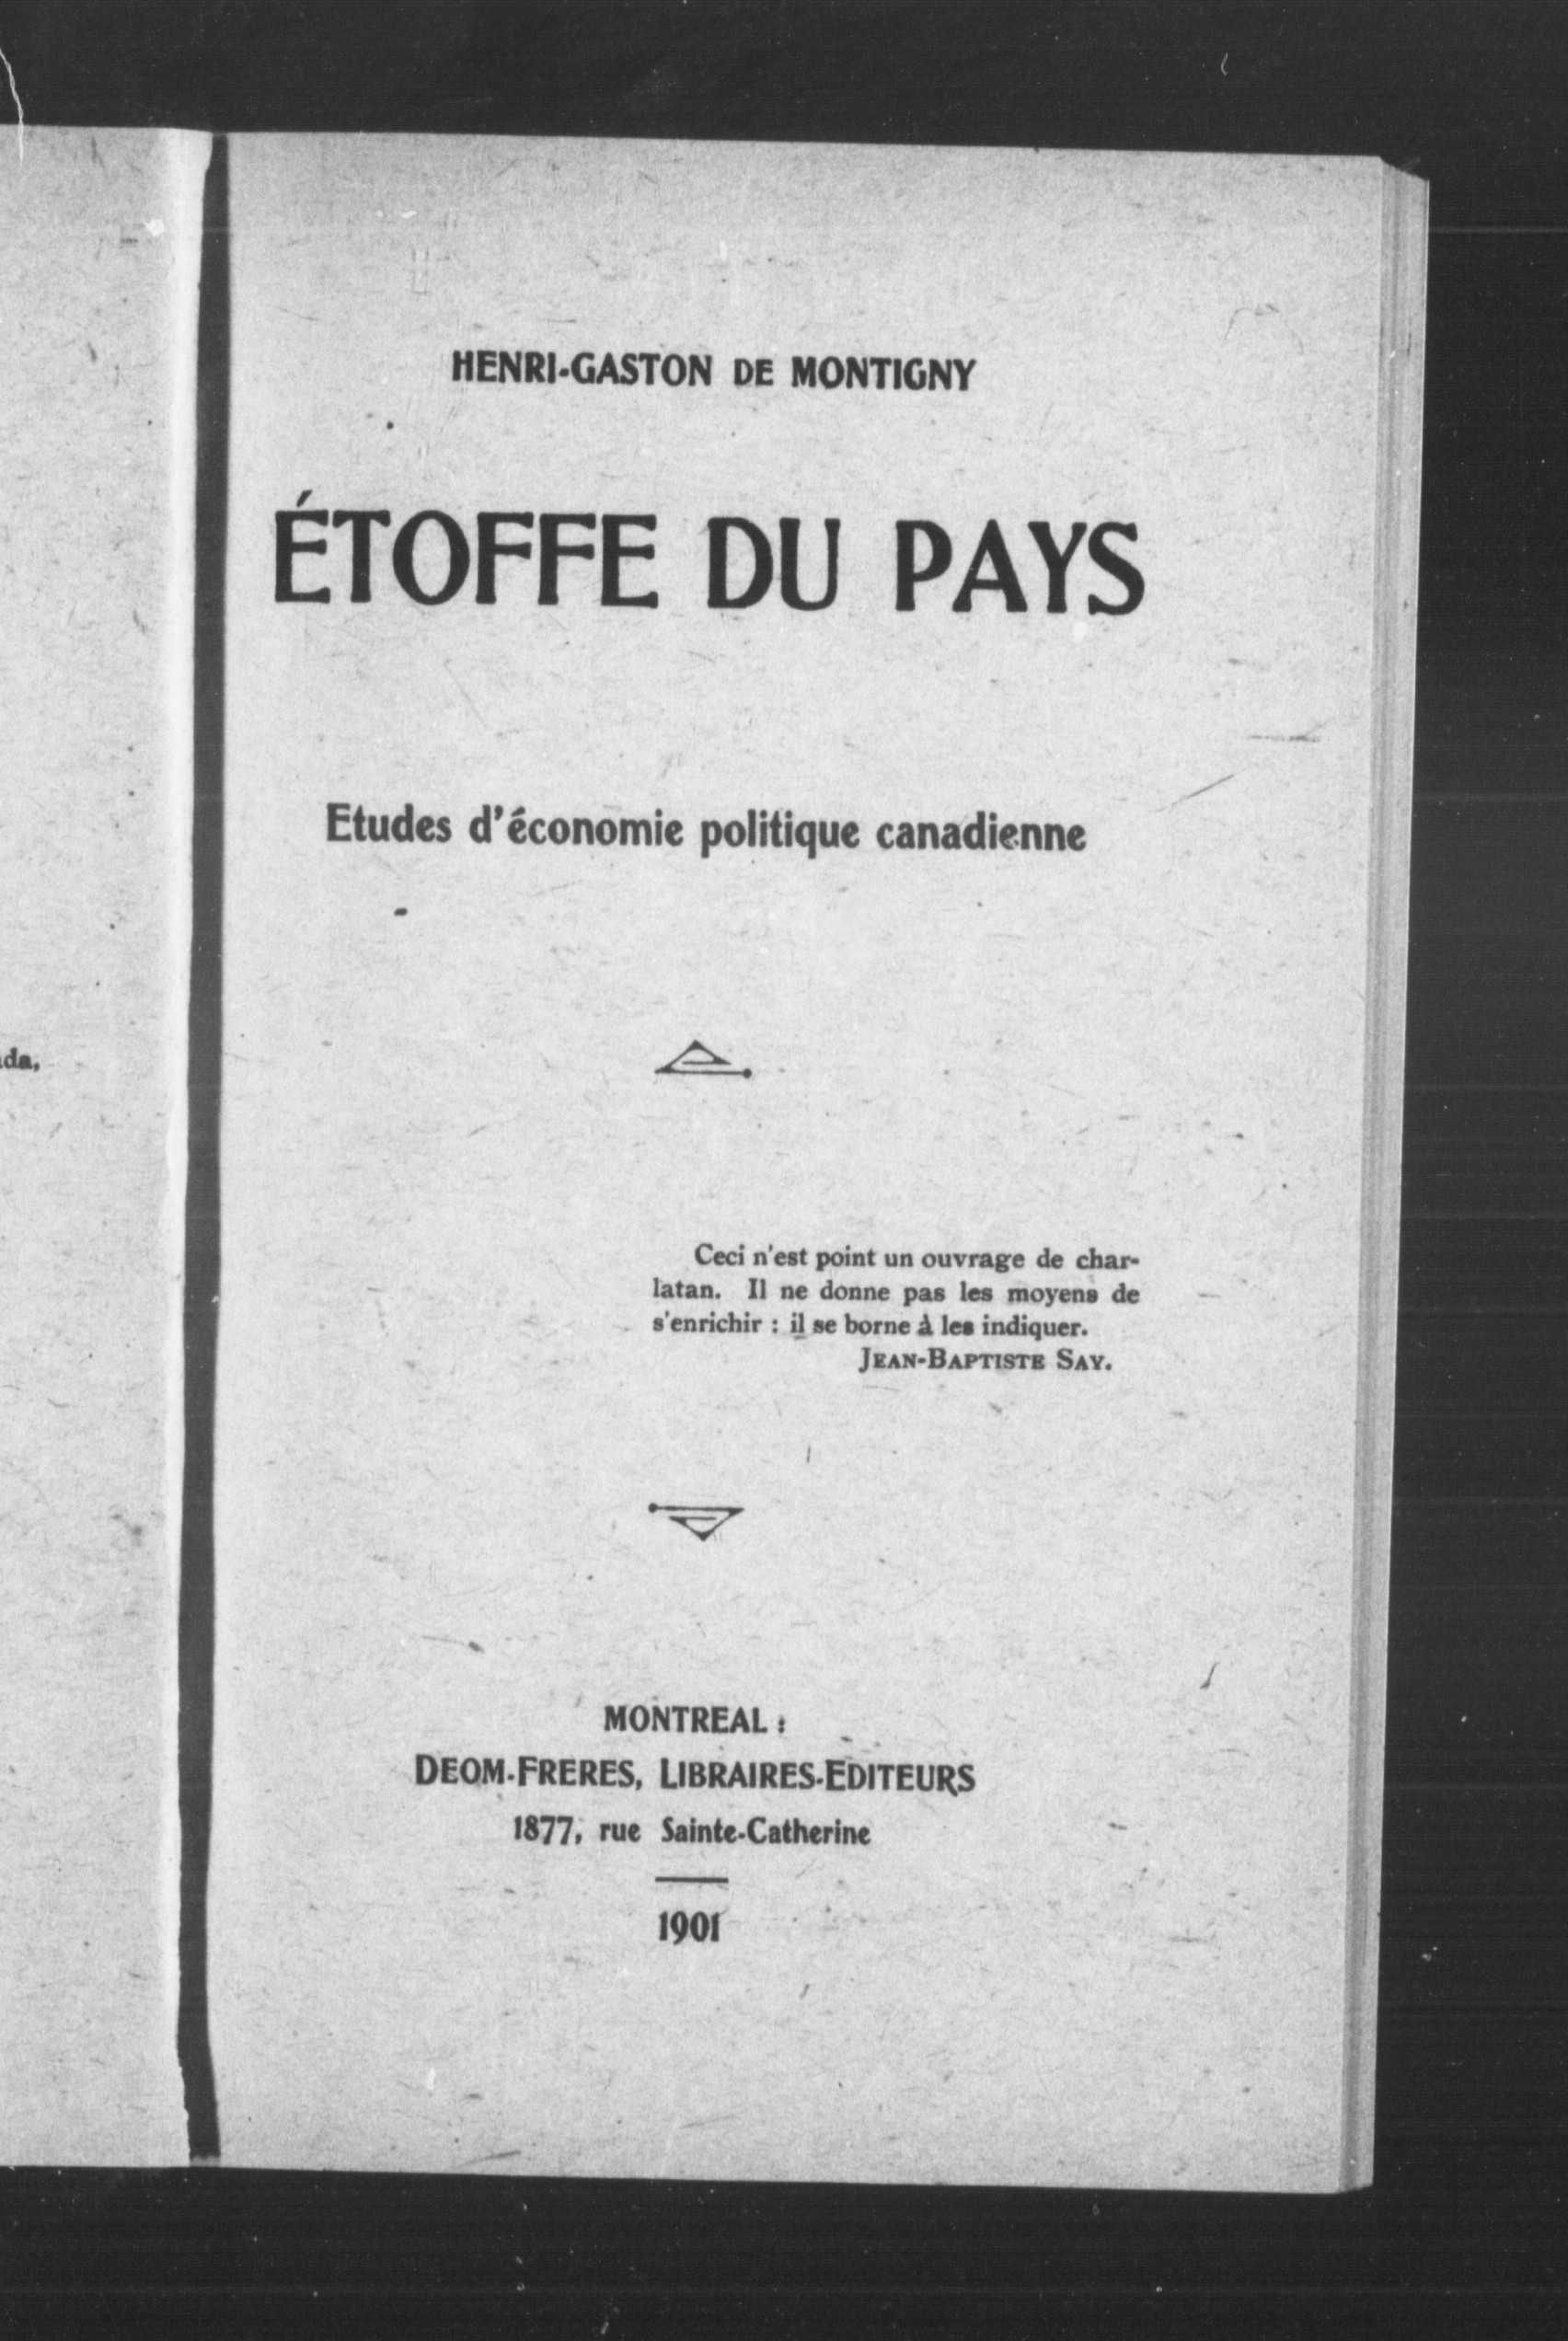 HENRI-GASTON DE MONTIGNY
ÉTOFFE DU PAYS
Etudes d'économie politique canadienne
Ceci n'est point un ouvrage de char-
latan. Il ne donne pas les moyens de
s'enrichir : il se borne à les indiquer.
JEAN-BAPTISTE SAY.
MONTREAL :
DEOM-FRERES, LIBRAIRES-EDITEURS
1877, rue Sainte-Catherine
1901